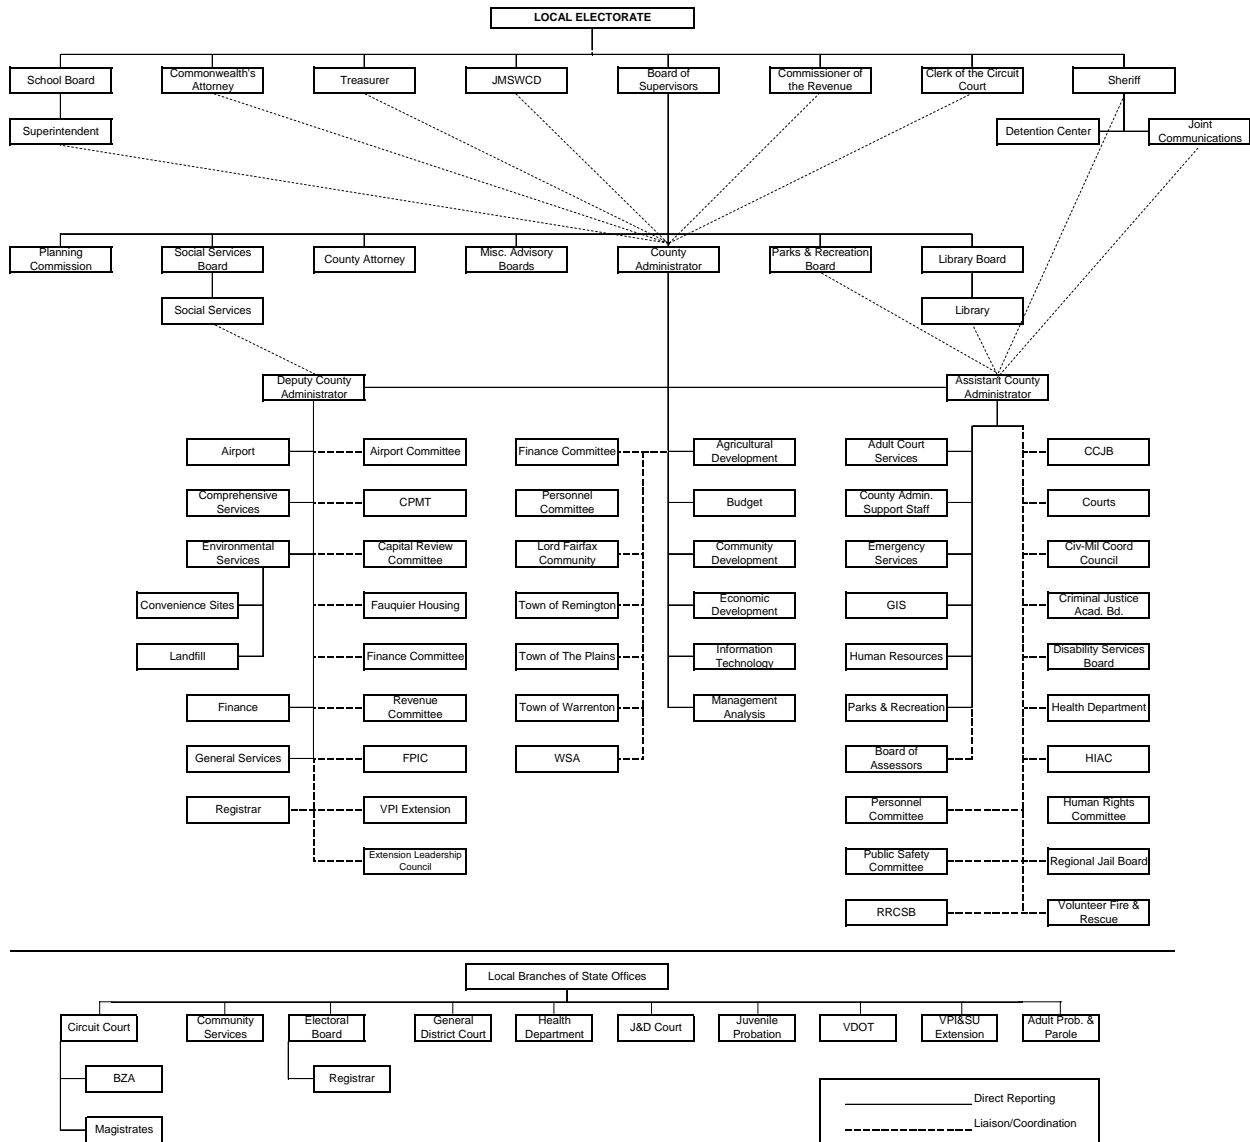 LOCAL ELECTORATE
School Board
Commonwealth's
Attorney
Treasurer
JMSWCD
Board of
Supervisors
Commissioner of
the Revenue
Clerk of the Circuit
Court
Sheriff
Superintendent
Detention Center
Joint
Communications
Planning
Commission
Social Services
Board
County Attorney
Misc. Advisory
Boards
County
Administrator
Parks & Recreation
Board
Library Board
Social Services
Library
Deputy County
Administrator
Assistant County
Administrator
Airport
Airport Committee
Finance Committee
Agricultural
Development
Adult Court
Services
CCJB
Comprehensive
Services
CPMT
Personnel
Committee
Budget
County Admin.
Support Staff
Courts
Environmental
Services
Capital Review
Committee
Lord Fairfax
Community
Community
Development
Emergency
Services
Civ-Mil Coord
Council
Convenience Sites
Fauquier Housing
Town of Remington
Economic
Development
GIS
Criminal Justice
Acad. Bd.
Landfill
Finance Committee
Town of The Plains
Information
Technology
Human Resources
Disability Services
Board
Finance
Revenue
Committee
Town of Warrenton
Management
Analysis
Parks & Recreation
Health Department
General Services
FPIC
WSA
Board of
Assessors
HIAC
Registrar
VPI Extension
Personnel
Committee
Human Rights
Committee
Extension Leadership
Council
Public Safety
Committee
Regional Jail Board
RRCSB
Volunteer Fire &
Rescue
Local Branches of State Offices
Circuit Court
Community
Services
Electoral
Board
General
District Court
Health
Department
J&D Court
Juvenile
Probation
VDOT
VPI&SU
Extension
Adult Prob. &
Parole
BZA
Registrar
Magistrates
Direct Reporting
Liaison/Coordination